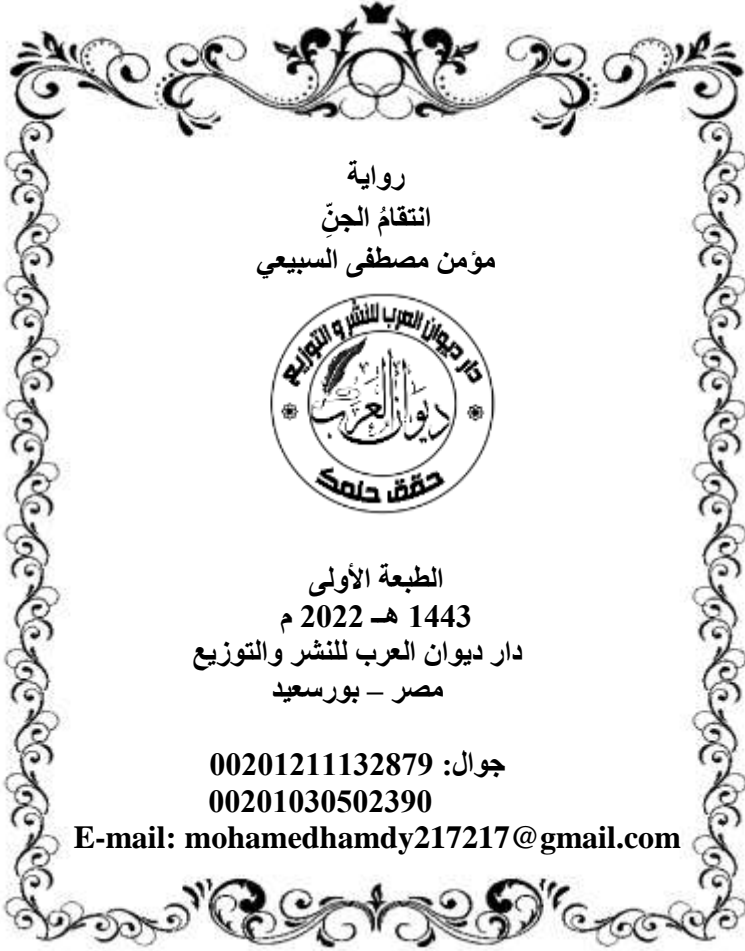 رواية
انتقامُ الجنِّ
مؤمن مصطفى السبيعي
دار ديوان العرب للنشر و التوزيع
ديوان العرب
حقق حلمك
الطبعة الأولى
1443 هـ 2022 م
دار ديوان العرب للنشر والتوزيع
مصر – بورسعيد
جوال: 00201211132879
00201030502390
E-mail: mohamedhamdy217217@gmail.com